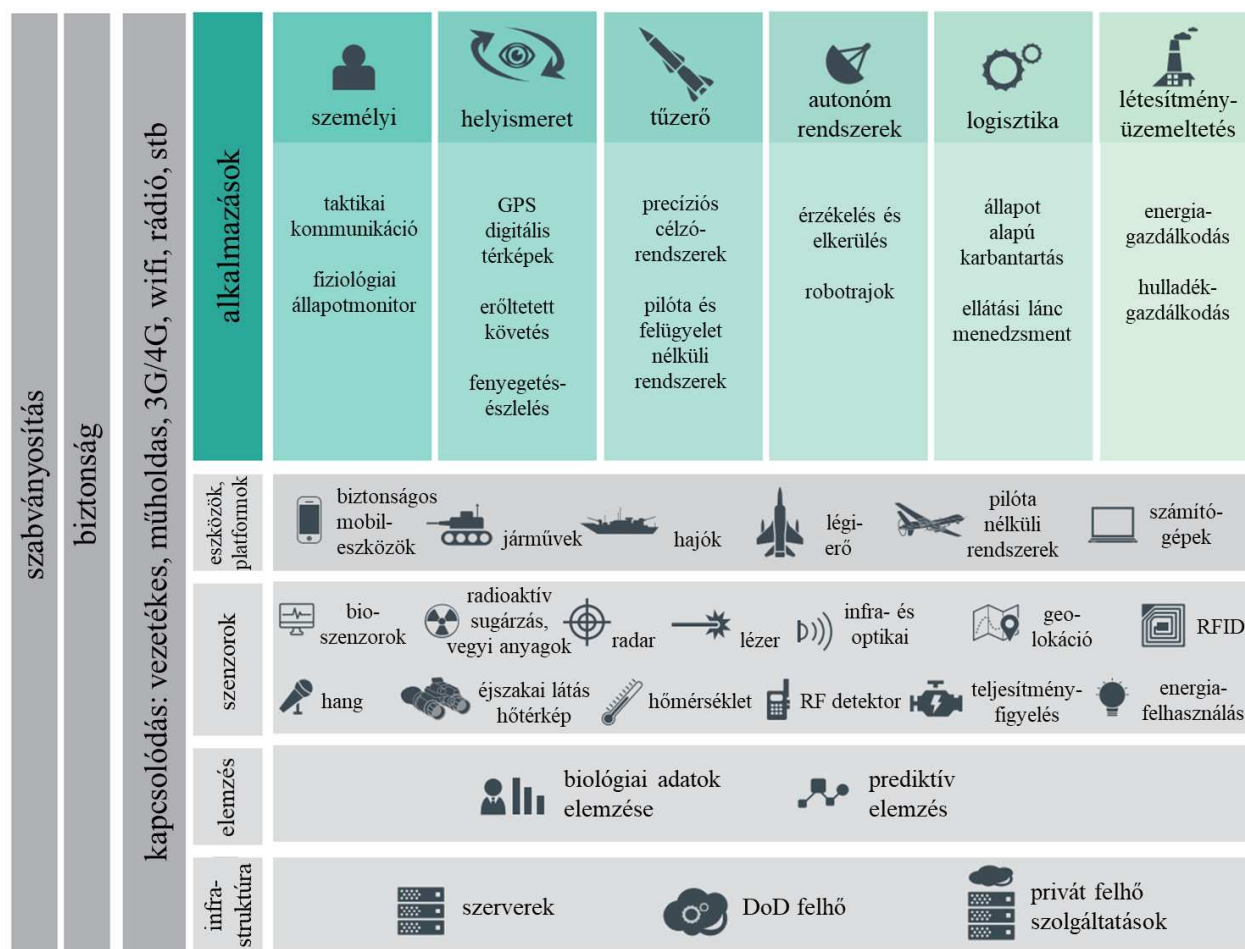 szabványosítás
biztonság
kapcsolódás: vezetékes, műholdas, 3G/4G, wifi, rádió, stb
alkalmazások
személyi
helyismeret
tűzerő
autonóm
rendszerek
logisztika
létesítmény-
üzemeltetés
taktikai
kommunikáció
fiziológiai
állapotmonitor
GPS
digitális
térképek
erőltetett
követés
fenyegetés-
észlelés
precíziós
célzó-
rendszerek
pilóta és
felügyelet
nélküli
rendszerek
érzékelés és
elkerülés
robotrajok
állapot
alapú
karbantartás
ellátási lánc
menedzsment
energia-
gazdálkodás
hulladék-
gazdálkodás
eszközök,
platformok
biztonságos
mobil-
eszközök
járművek
hajók
légi-
erő
pilóta
nélküli
rendszerek
számító-
gépek
szenzorok
bio-
szenzorok
radioaktív
sugárzás,
vegyi anyagok
radar
lézer
infra- és
optikai
geo-
lokáció
RFID
hang
éjszakai látás
hőtérkép
hőmérséklet
RF detektor
teljesítmény-
figyelés
energia-
felhasználás
elemzés
biológiai adatok
elemzése
prediktív
elemzés
infra-
struktúra
szerverek
DoD felhő
privát felhő
szolgáltatások